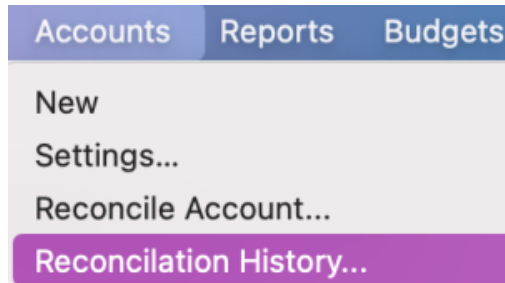 Accounts Reports Budgets
New
Settings...
Reconcile Account...
Reconcilation History...